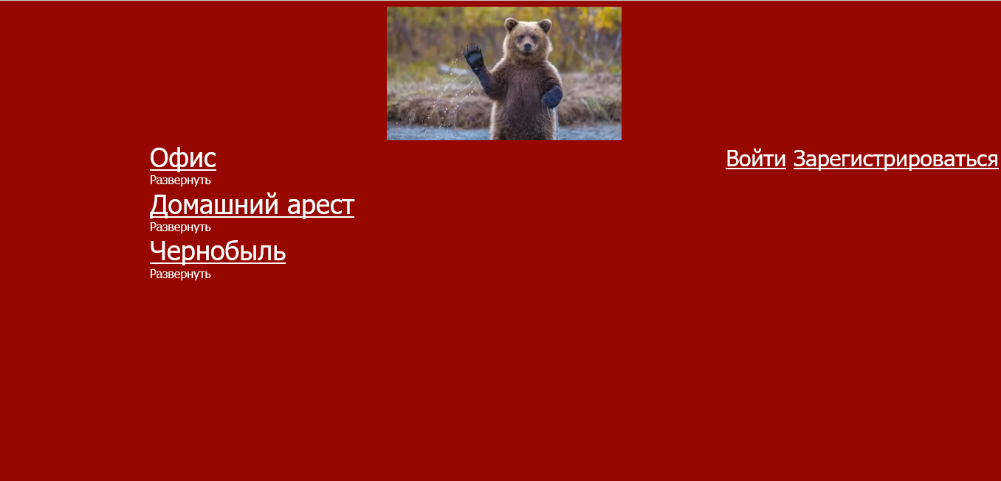 Офис
Войти Зарегистрироваться
Развернуть
Домашний арест
Развернуть
Чернобыль
Развернуть